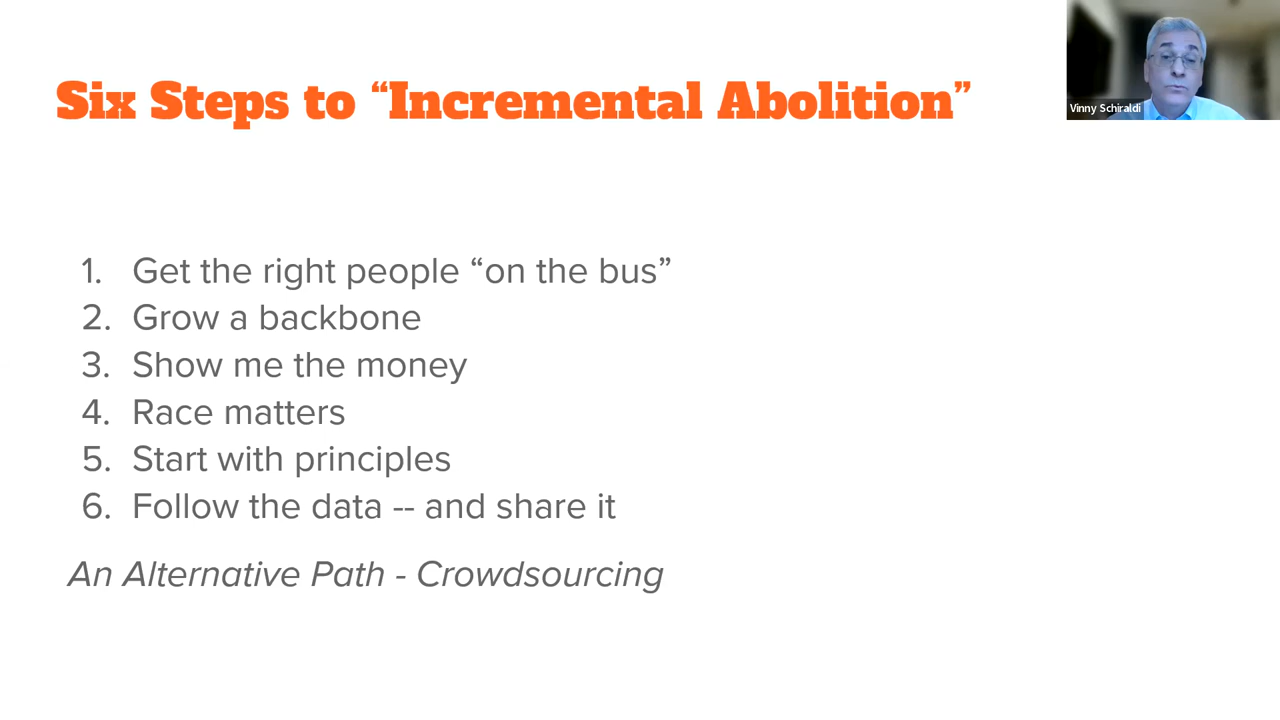 Six Steps to “Incremental Abolition”
Vinny Schiraldi
1. Get the right people “on the bus”
2. Grow a backbone
3. Show me the money
4. Race matters
5. Start with principles
6. Follow the data -- and share it
An Alternative Path - Crowdsourcing